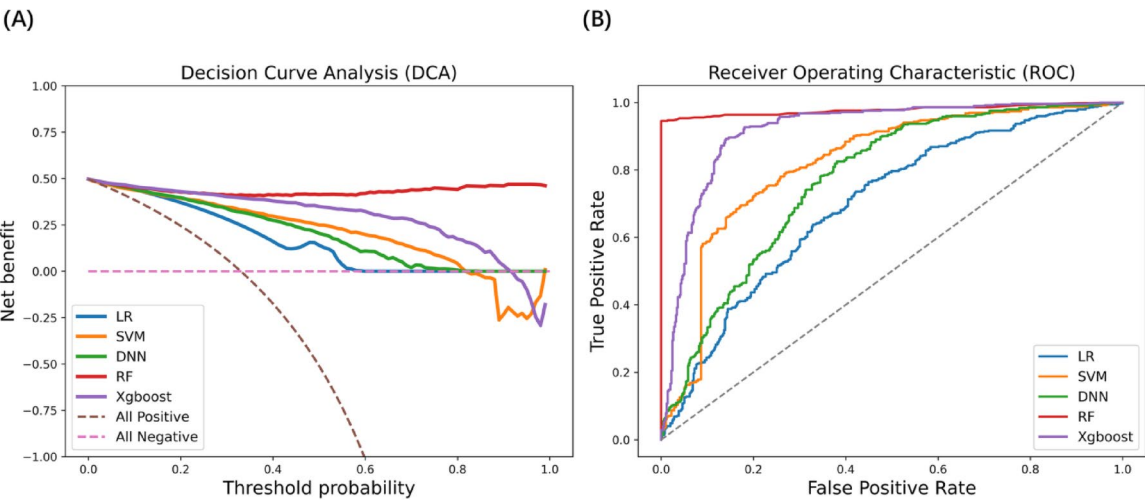 (A)
Decision Curve Analysis (DCA)
1.00
0.75
0.50
0.25
0.00
−0.25
−0.50
−0.75
−1.00
Net benefit
LR
SVM
DNN
RF
Xgboost
All Positive
All Negative
0.0 0.2 0.4 0.6 0.8 1.0
Threshold probability
(B)
Receiver Operating Characteristic (ROC)
1.0
0.8
0.6
0.4
0.2
0.0
True Positive Rate
LR
SVM
DNN
RF
Xgboost
0.0 0.2 0.4 0.6 0.8 1.0
False Positive Rate